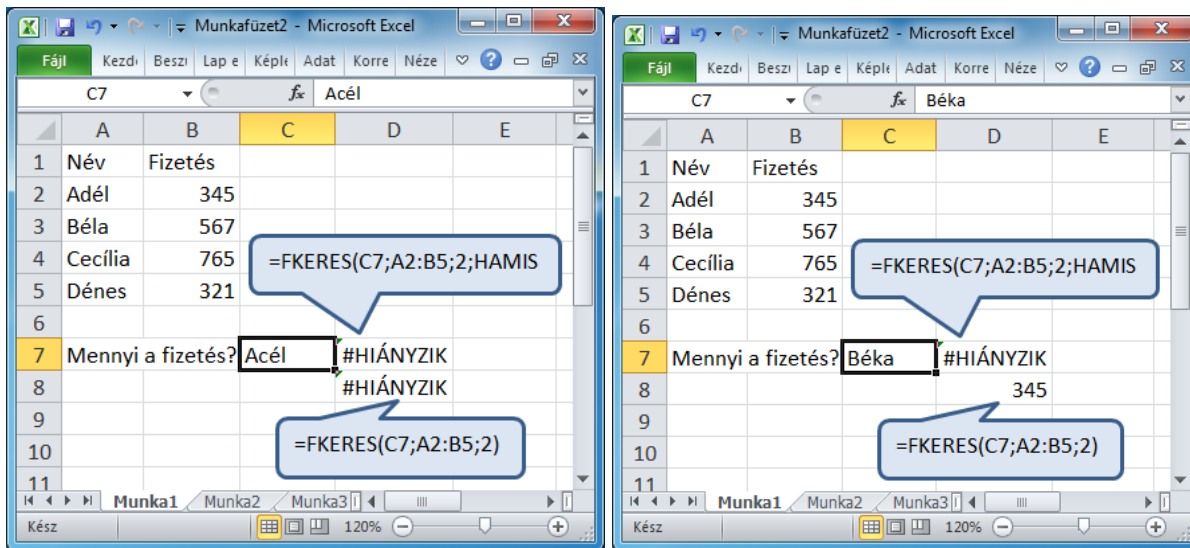 Munkafüzet2 - Microsoft Excel
Fájl Kezd Besz Lap e Képle Adat Korre Néze
C7 fx Acél
A B C D E
1 Név Fizetés
2 Adél 345
3 Béla 567
4 Cecília 765
=FKERES(C7;A2:B5;2;HAMIS
5 Dénes 321
6
7 Mennyi a fizetés? Acél #HIÁNYZIK
8 #HIÁNYZIK
9
=FKERES(C7;A2:B5;2)
10
11
Munka1 Munka2 Munka3
Kész 120%
Munkafüzet2 - Microsoft Excel
Fájl Kezd Besz Lap e Képle Adat Korre Néze
C7 fx Béka
A B C D E
1 Név Fizetés
2 Adél 345
3 Béla 567
4 Cecília 765
=FKERES(C7;A2:B5;2;HAMIS
5 Dénes 321
6
7 Mennyi a fizetés? Béka #HIÁNYZIK
8 345
9
=FKERES(C7;A2:B5;2)
10
11
Munka1 Munka2 Munka3
Kész 120%